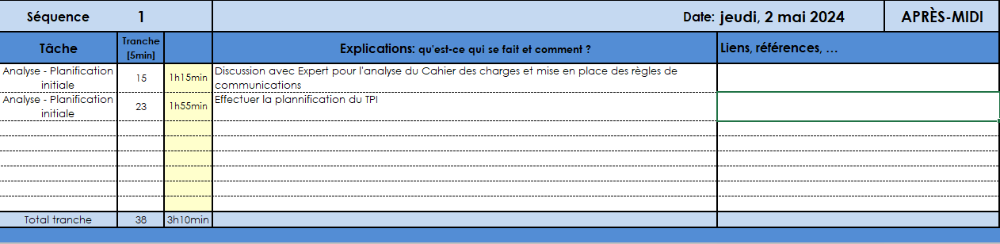 Séquence 1 Date: jeudi, 2 mai 2024 APRÈS-MIDI
Tâche Tranche [5min] Explications: qu'est-ce qui se fait et comment ? Liens, références, ...
Analyse - Planification initiale 15 1h15min Discussion avec Expert pour l'analyse du Cahier des charges et mise en place des règles de communications
Analyse - Planification initiale 23 1h55min Effectuer la plannification du TPI
Total tranche 38 3h10min